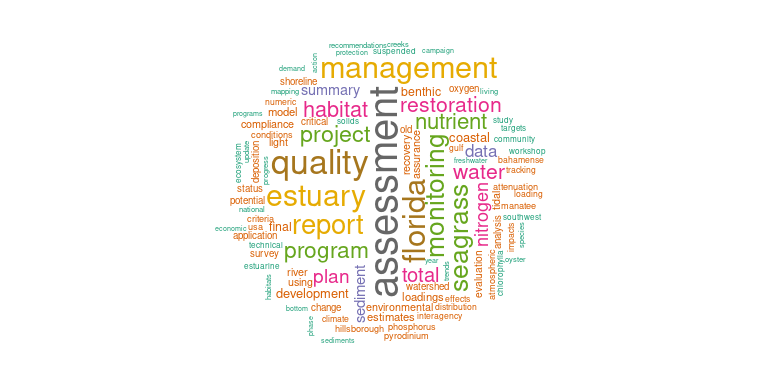 recommendations creeks
protection suspended campaign
action
demand
management
shoreline
mapping summary
benthic oxygen living
numeric
habitat restoration
programs model
critical solids
nutrient study
compliance
project
targets
conditions
old
coastal community
light
update
ecosystem
deposition
progress
quality
assessment
recovery
assurance
monitoring
gulf data workshop
freshwater bahamense
water tracking
status
estuary
florida
seagrass
nitrogen
tidal
attenuation
loading
potential
manatee
national
criteria
report
southwest
economic usa final
application
analysis
impacts
species
technical
program
survey
year
trends
evaluation
atmospheric
chlorophyll
oyster
estuarine
river plan total
habitats
using
sediment
watershed
development
loadings effects
bottom change
environmental distribution
phase
climate estimates interagency
hillsborough phosphorus
pyrodinium
sediments